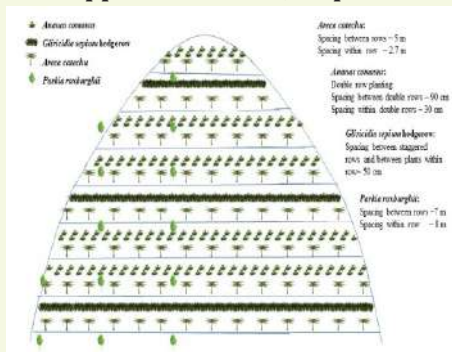 Ananas comosus
Gliricidia sepium hedgerow
Areca catechu
Parkia roxburghii
Areca catechu:
Spacing between rows ~ 5 m
Spacing within row ~ 2.7 m
Ananas comosus:
Double row planting
Spacing between double rows ~ 90 cm
Spacing within double rows ~ 30 cm
Gliricidia sepium hedgerow:
Spacing between staggered
rows and between plants within
row~ 50 cm
Parkia roxburghii:
Spacing between rows ~7 m
Spacing within row